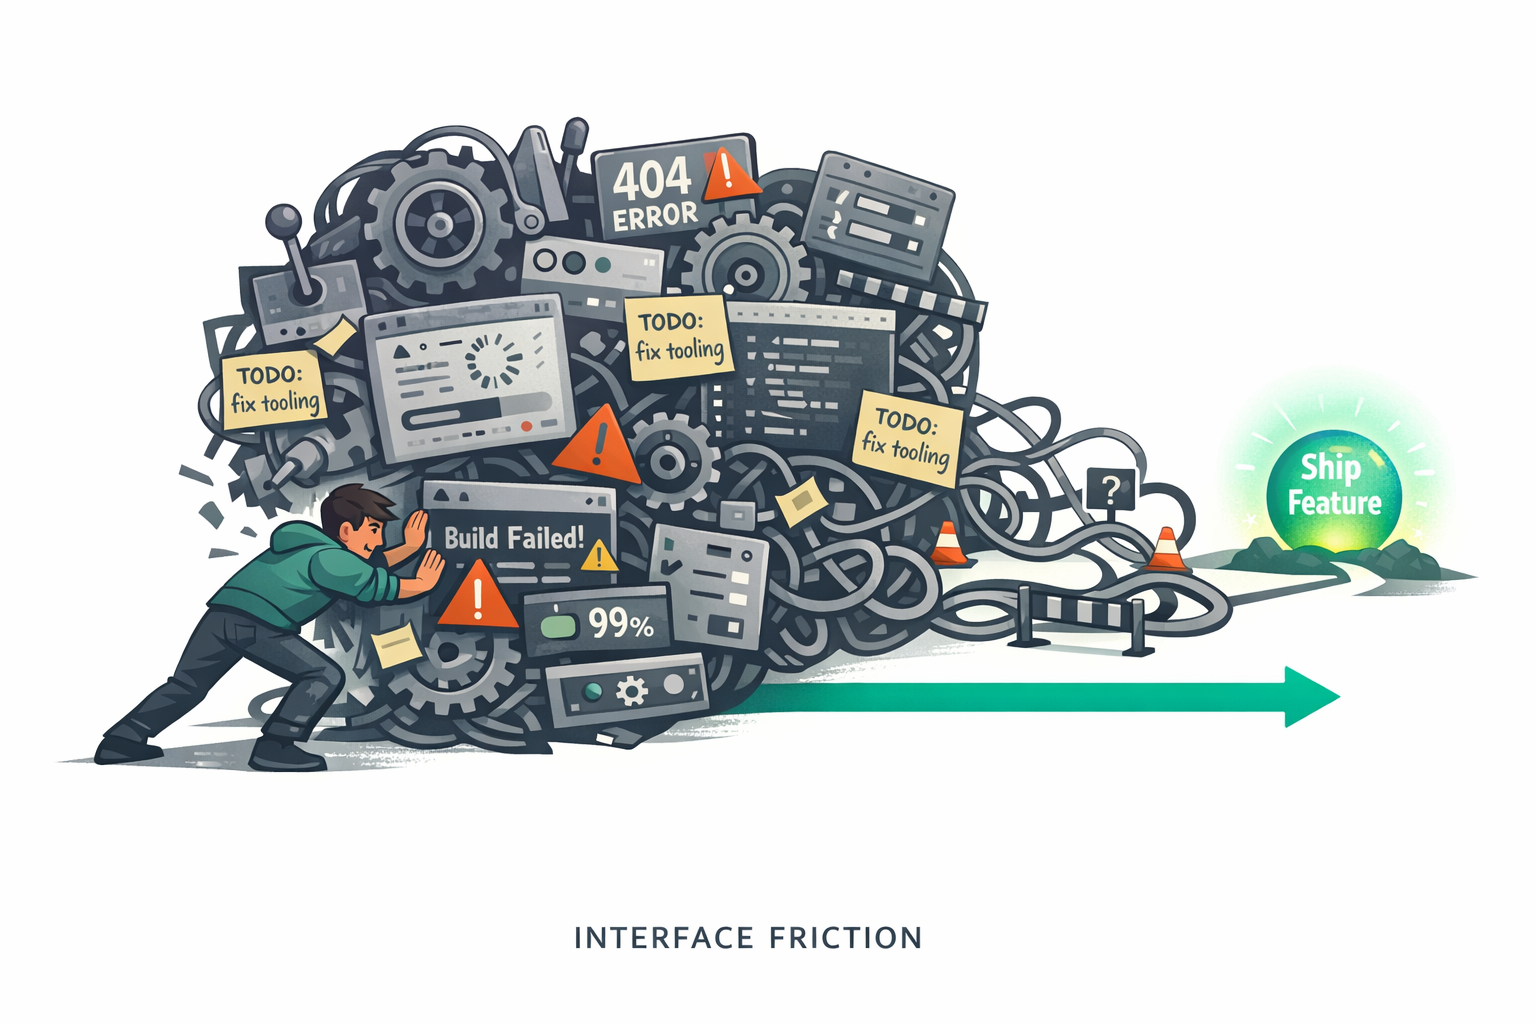 404
ERROR
TODO:
fix tooling
TODO:
fix tooling
TODO:
fix tooling
?
Ship
Feature
Build Failed!
99%
INTERFACE FRICTION